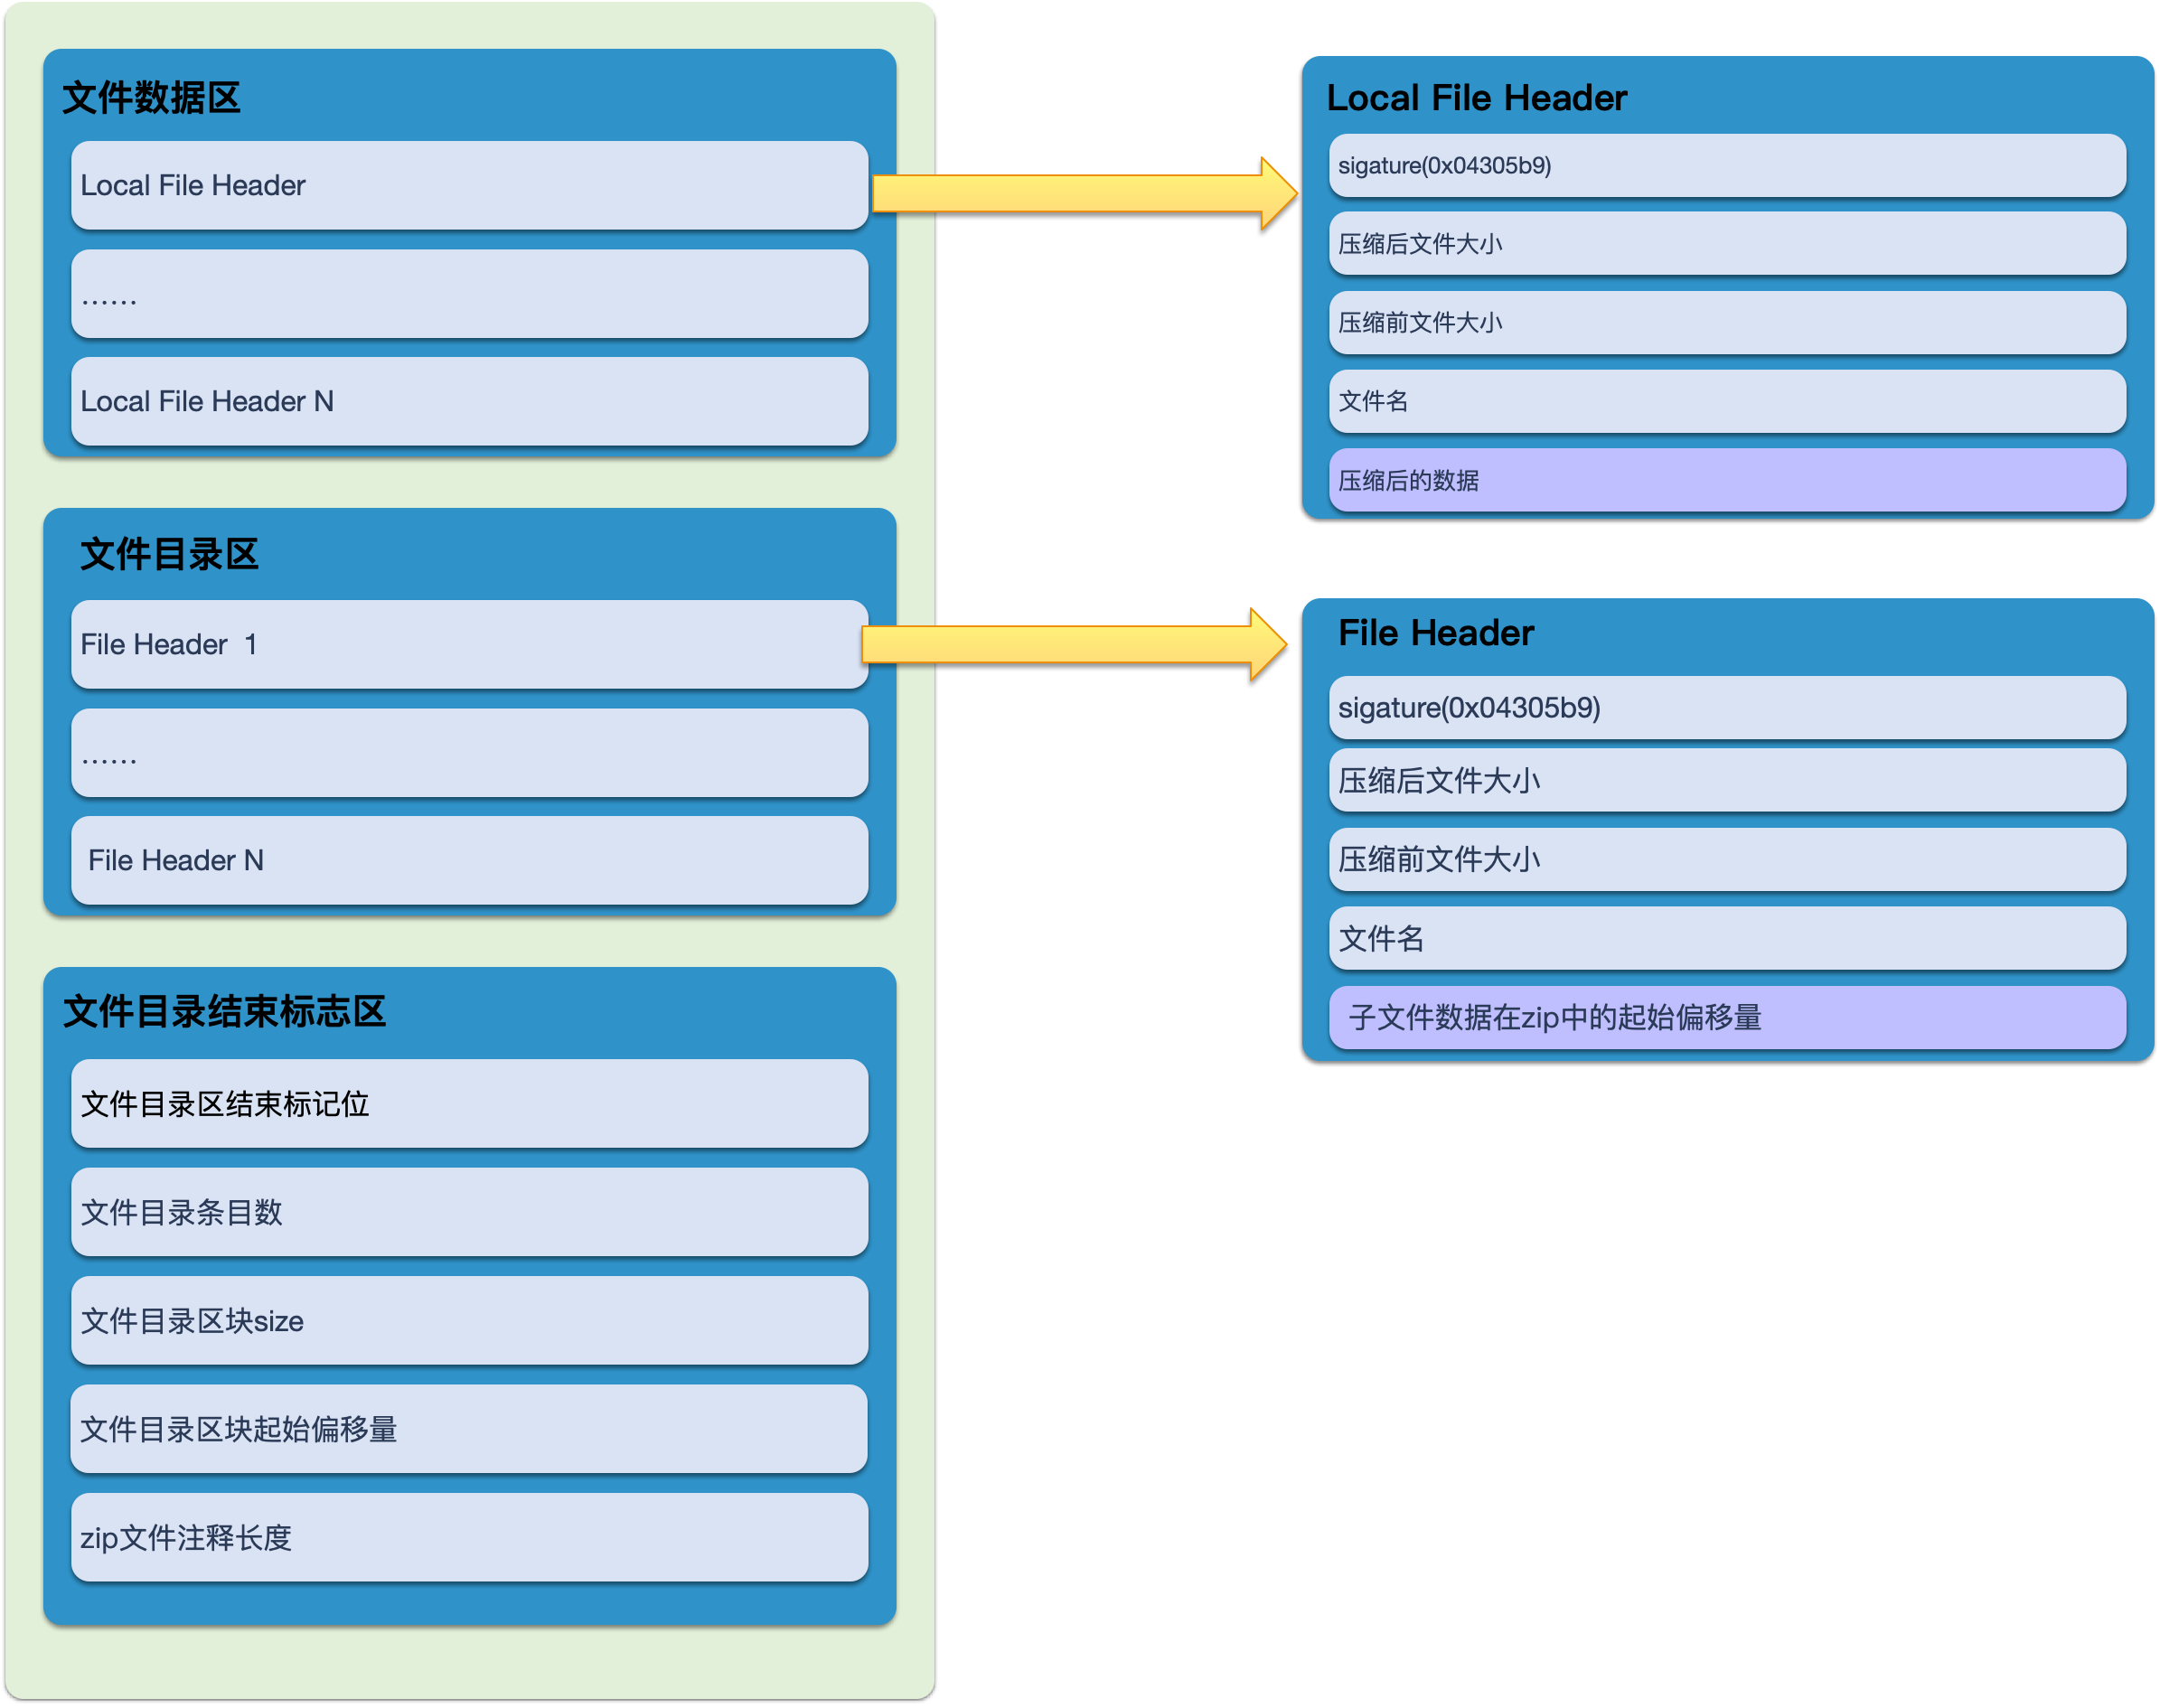 文件数据区
Local File Header
……
Local File Header N
文件目录区
File Header  1
……
File Header N
文件目录结束标志区
文件目录区结束标记位
文件目录条目数
文件目录区块size
文件目录区块起始偏移量
zip文件注释长度
Local File Header
sigature(0x04305b9)
压缩后文件大小
压缩前文件大小
文件名
压缩后的数据
File Header
sigature(0x04305b9)
压缩后文件大小
压缩前文件大小
文件名
子文件数据在zip中的起始偏移量